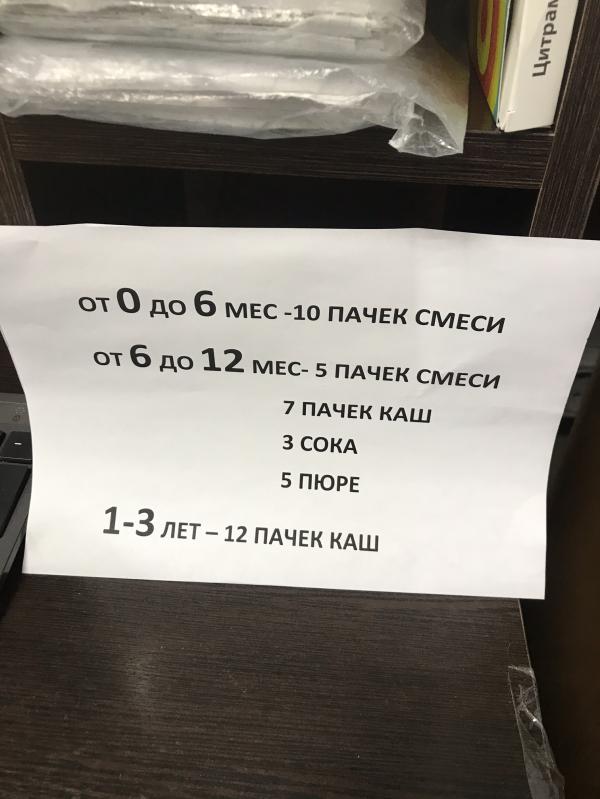 Цитрам
ОТ 0 ДО 6 МЕС -10 ПАЧЕК СМЕСИ
ОТ 6 ДО 12 МЕС- 5 ПАЧЕК СМЕСИ
7 ПАЧЕК КАШ
3 СОКА
5 ПЮРЕ
1-3 ЛЕТ – 12 ПАЧЕК КАШ